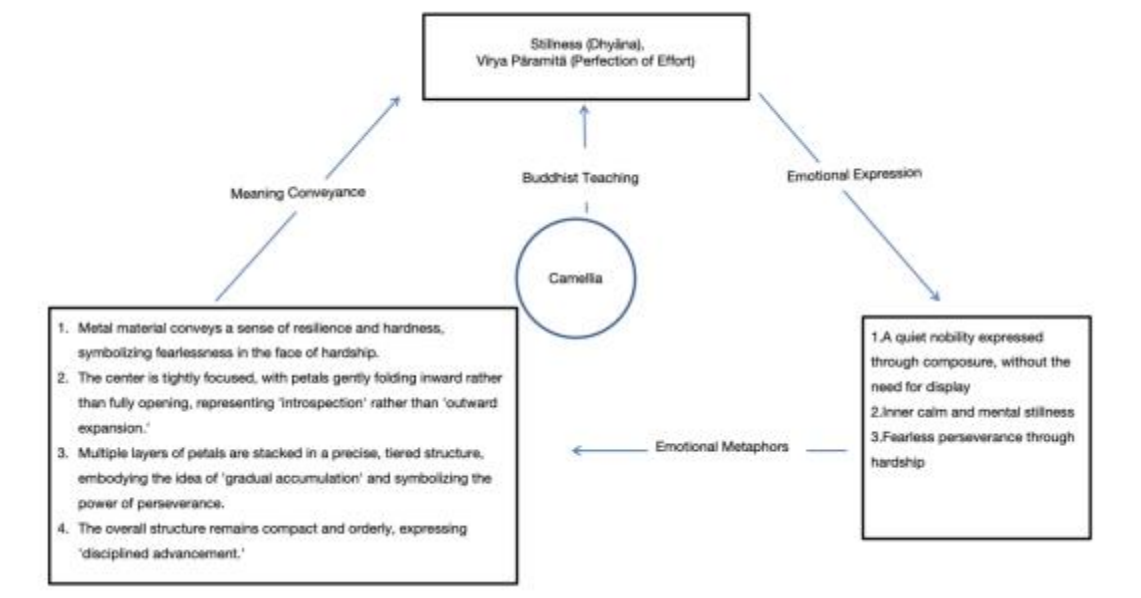 Stillness (Dhyāna),
Vīrya Pāramitā (Perfection of Effort)
Meaning Conveyance
Buddhist Teaching
Emotional Expression
Camellia
1. Metal material conveys a sense of resilience and hardness,
symbolizing fearlessness in the face of hardship.
2. The center is tightly focused, with petals gently folding inward rather
than fully opening, representing 'introspection' rather than 'outward
expansion.'
3. Multiple layers of petals are stacked in a precise, tiered structure,
embodying the idea of 'gradual accumulation' and symbolizing the
power of perseverance.
4. The overall structure remains compact and orderly, expressing
'disciplined advancement.'
Emotional Metaphors
1.A quiet nobility expressed
through composure, without the
need for display
2.Inner calm and mental stillness
3.Fearless perseverance through
hardship